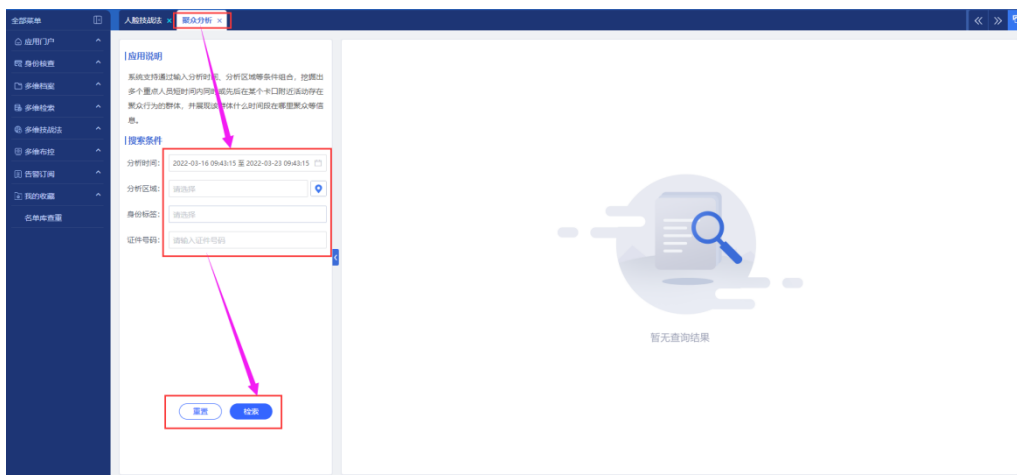 全部菜单
人脸技战法 ×
聚众分析 ×
应用门户
身份核查
多维档案
多维检索
多维技战法
多维布控
告警订阅
我的收藏
名单库查重
应用说明
系统支持通过输入分析时间、分析区域等条件组合，挖掘出
多个重点人员短时间内同时或先后在某个卡口附近活动存在
聚众行为的群体，并展现该群体什么时间段在哪里聚众等信
息。
搜索条件
分析时间： 2022-03-16 09:43:15 至 2022-03-23 09:43:15
分析区域： 请选择
身份标签： 请选择
证件号码： 请输入证件号码
重置
检索
暂无查询结果